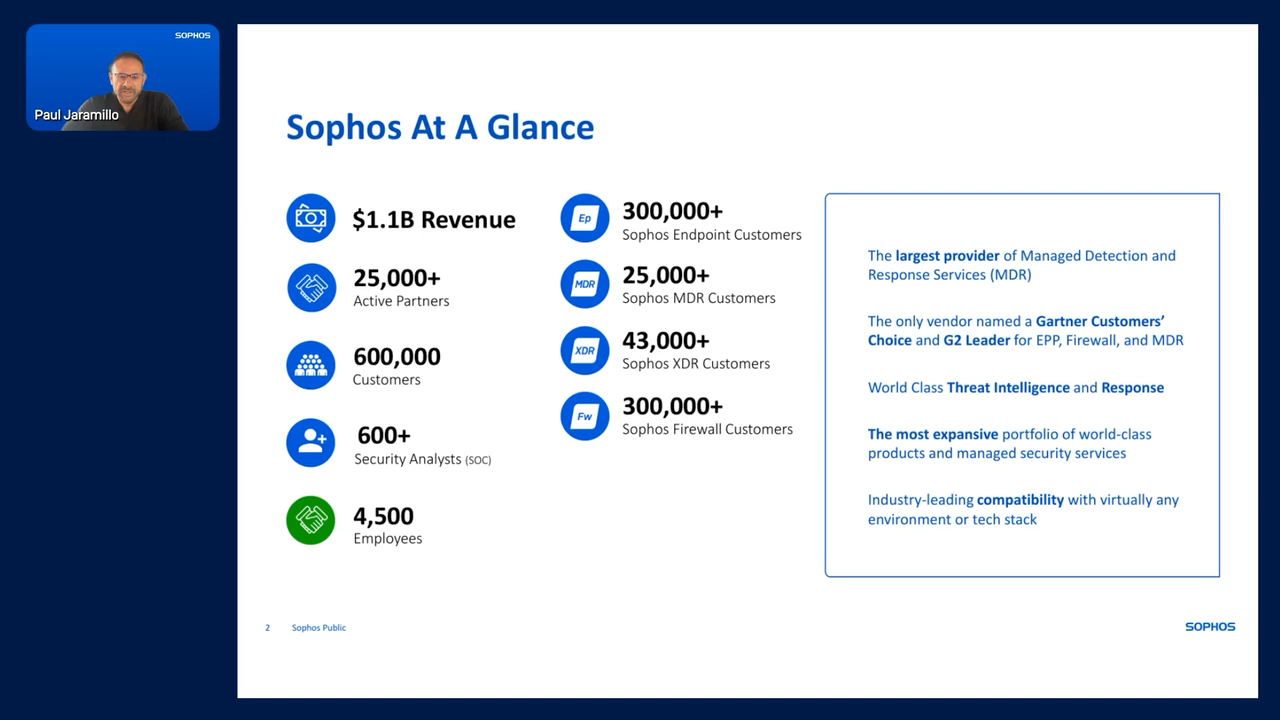 SOPHOS
Paul Jaramillo
Sophos At A Glance
$1.1B Revenue
25,000+
Active Partners
600,000
Customers
600+
Security Analysts (SOC)
4,500
Employees
Ep
300,000+
Sophos Endpoint Customers
MDR
25,000+
Sophos MDR Customers
XDR
43,000+
Sophos XDR Customers
Fw
300,000+
Sophos Firewall Customers
The largest provider of Managed Detection and
Response Services (MDR)
The only vendor named a Gartner Customers’
Choice and G2 Leader for EPP, Firewall, and MDR
World Class Threat Intelligence and Response
The most expansive portfolio of world-class
products and managed security services
Industry-leading compatibility with virtually any
environment or tech stack
2 Sophos Public
SOPHOS